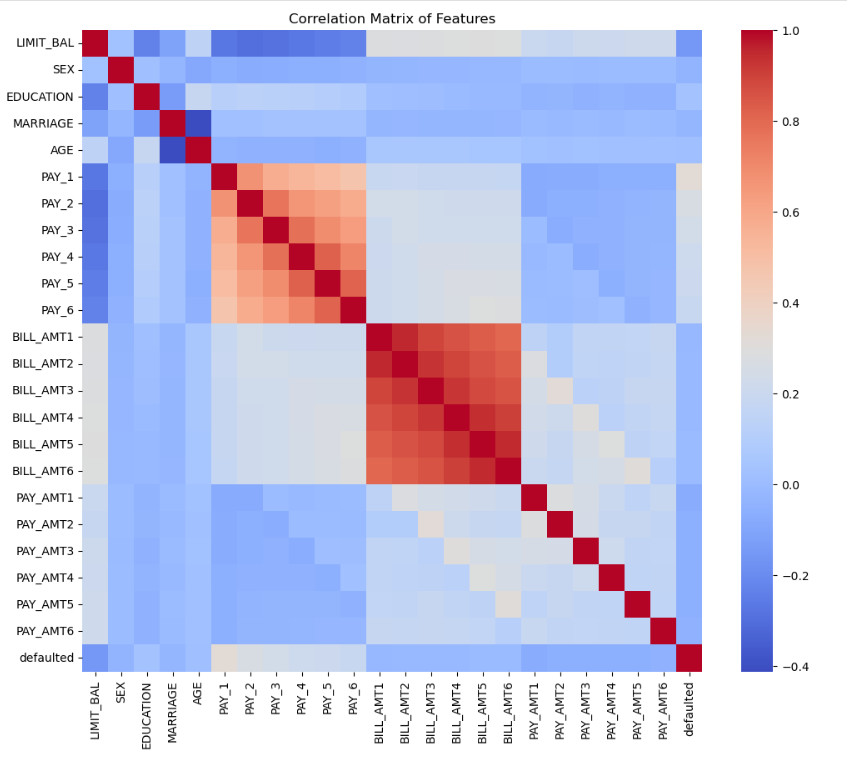 Correlation Matrix of Features
LIMIT_BAL
SEX
EDUCATION
MARRIAGE
AGE
PAY_1
PAY_2
PAY_3
PAY_4
PAY_5
PAY_6
BILL_AMT1
BILL_AMT2
BILL_AMT3
BILL_AMT4
BILL_AMT5
BILL_AMT6
PAY_AMT1
PAY_AMT2
PAY_AMT3
PAY_AMT4
PAY_AMT5
PAY_AMT6
defaulted
LIMIT_BAL
SEX
EDUCATION
MARRIAGE
AGE
PAY_1
PAY_2
PAY_3
PAY_4
PAY_5
PAY_6
BILL_AMT1
BILL_AMT2
BILL_AMT3
BILL_AMT4
BILL_AMT5
BILL_AMT6
PAY_AMT1
PAY_AMT2
PAY_AMT3
PAY_AMT4
PAY_AMT5
PAY_AMT6
defaulted
1.0
0.8
0.6
0.4
0.2
0.0
−0.2
−0.4